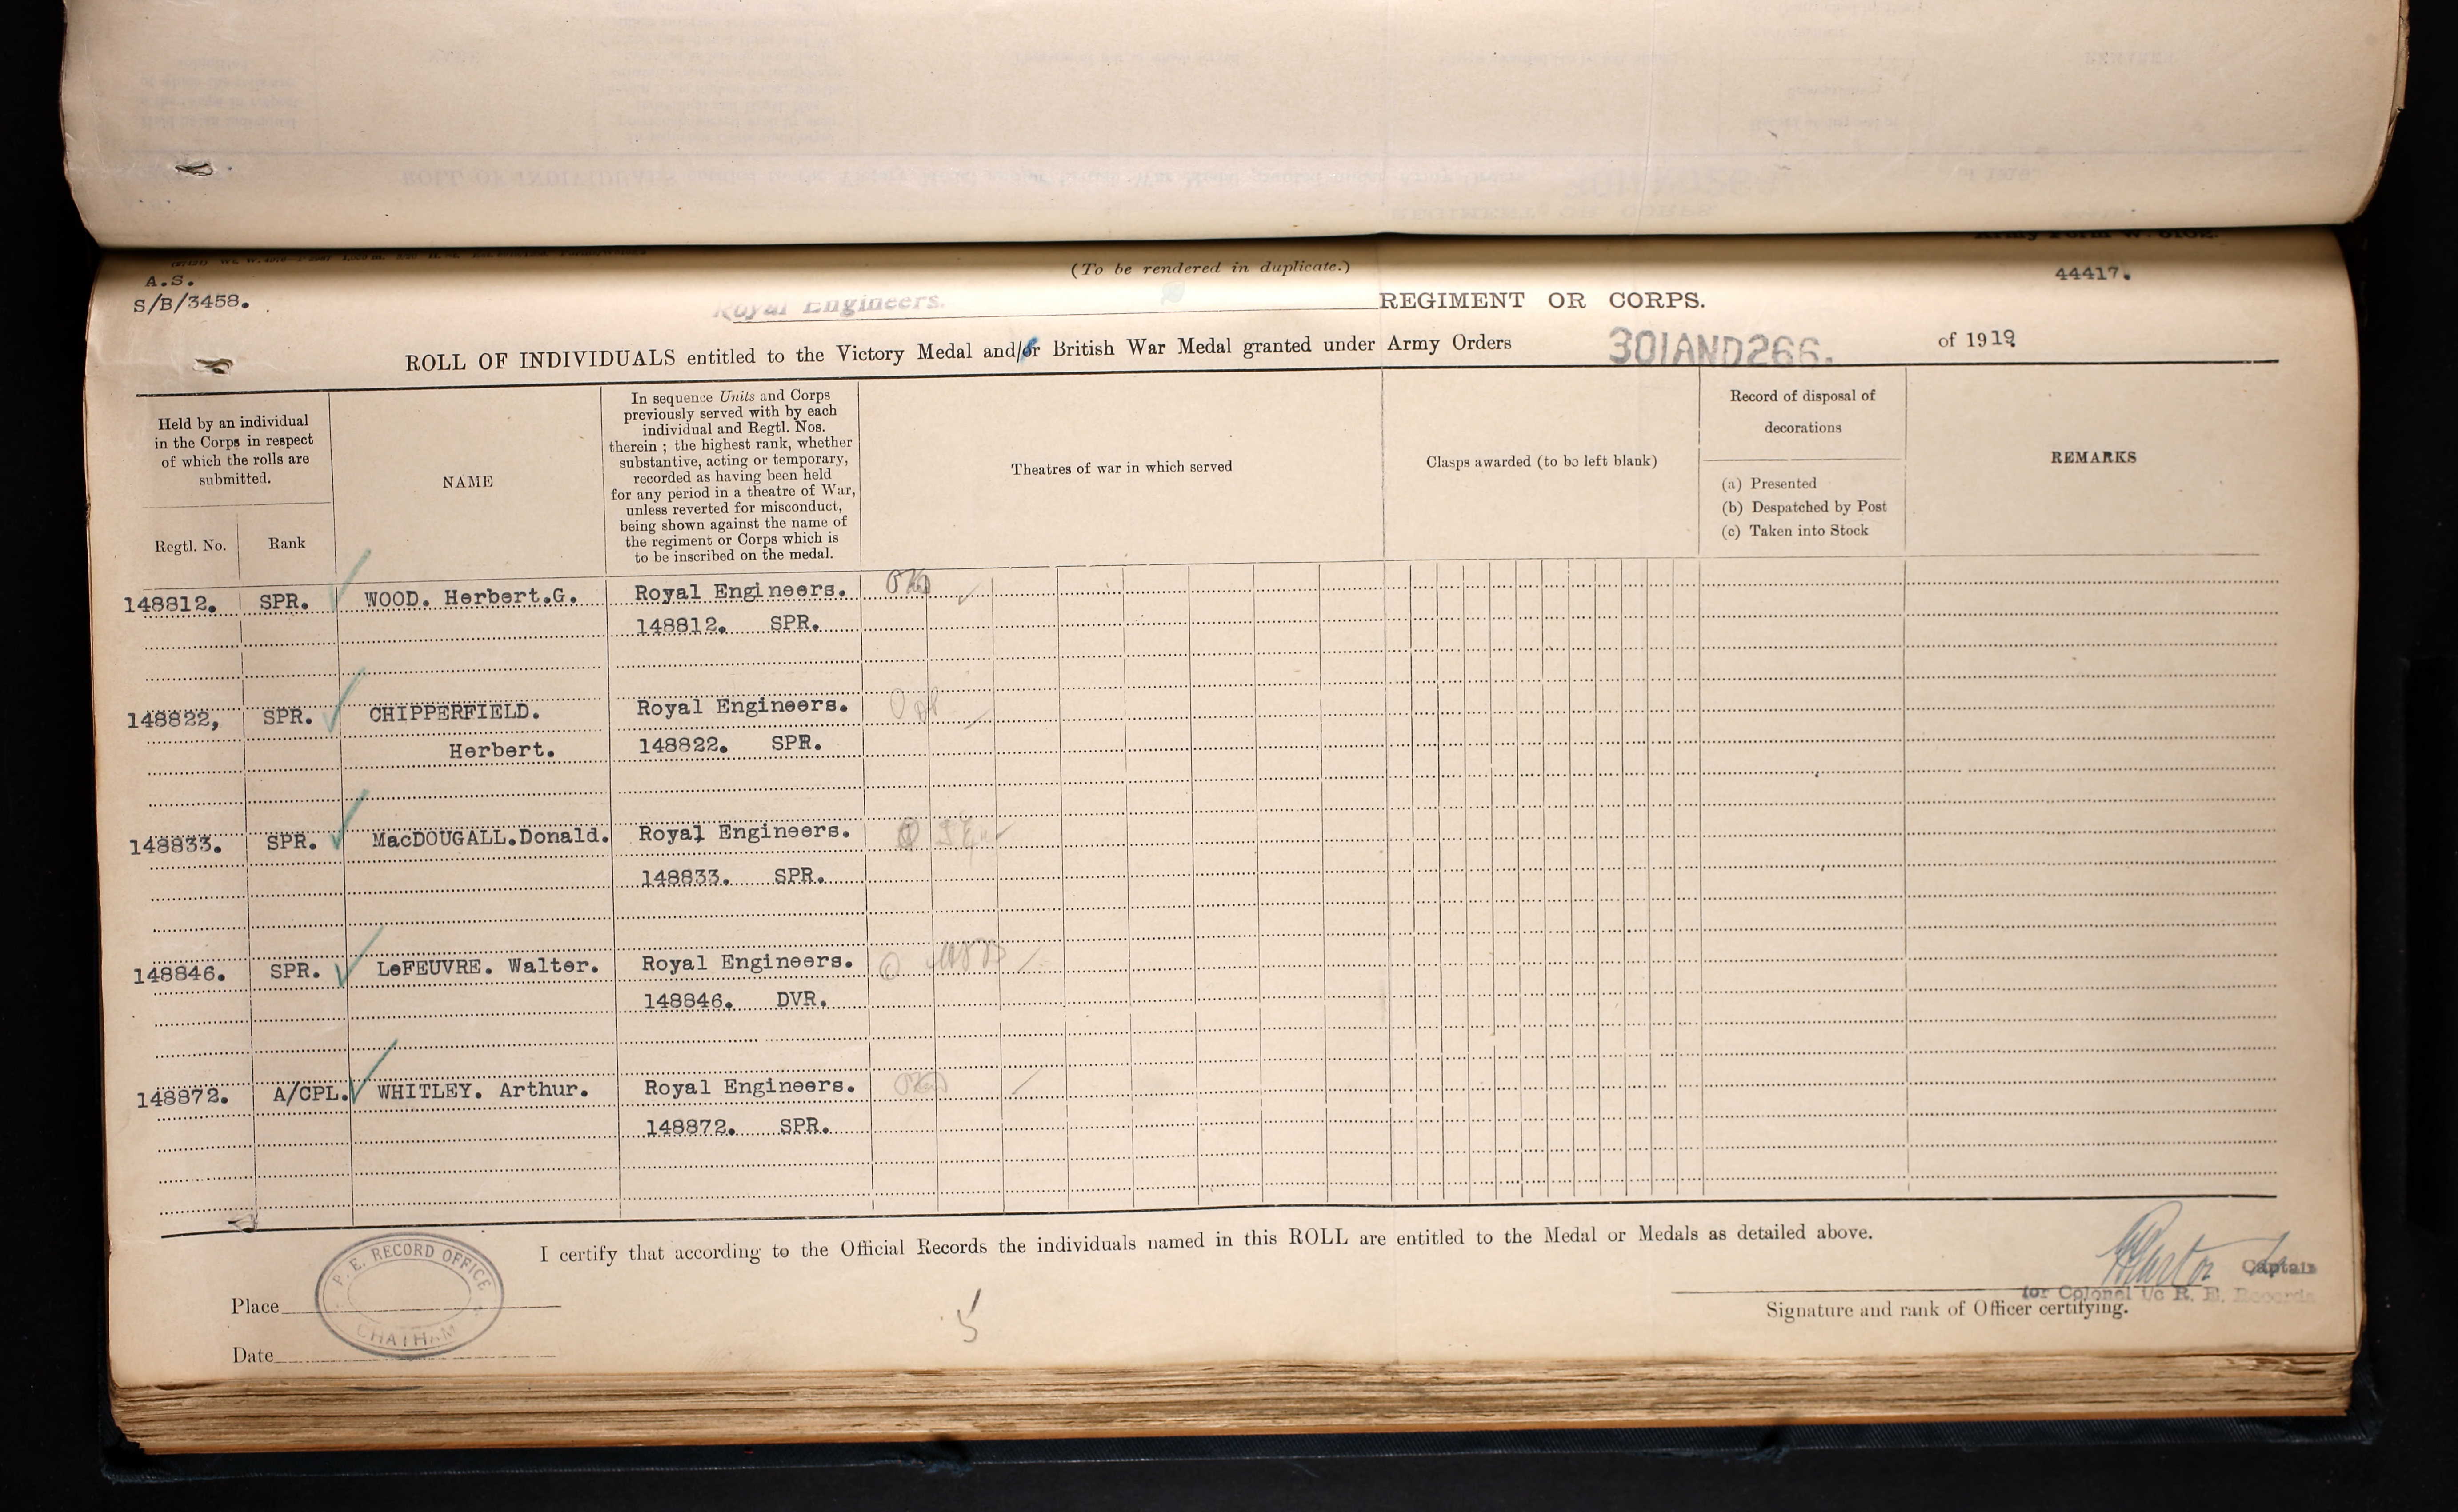 (To be rendered in duplicate.)
44417.
A.S.
S/B/3458.
Royal Engineers. REGIMENT OR CORPS.
ROLL OF INDIVIDUALS entitled to the Victory Medal and/or British War Medal granted under Army Orders 301AND266. of 1919
Held by an individual
in the Corps in respect
of which the rolls are
submitted.
Regtl. No. Rank
NAME
In sequence Units and Corps
previously served with by each
individual and Regtl. Nos.
therein ; the highest rank, whether
substantive, acting or temporary,
recorded as having been held
for any period in a theatre of War,
unless reverted for misconduct,
being shown against the name of
the regiment or Corps which is
to be inscribed on the medal.
Theatres of war in which served
Clasps awarded (to be left blank)
Record of disposal of
decorations
(a) Presented
(b) Despatched by Post
(c) Taken into Stock
REMARKS
148812. SPR. WOOD. Herbert.G. Royal Engineers.
148812. SPR.
148822, SPR. CHIPPERFIELD. Royal Engineers.
Herbert. 148822. SPR.
148833. SPR. MacDOUGALL.Donald. Royal Engineers.
148833. SPR.
148846. SPR. LeFEUVRE. Walter. Royal Engineers.
148846. DVR.
148872. A/CPL. WHITLEY. Arthur. Royal Engineers.
148872. SPR.
I certify that according to the Official Records the individuals named in this ROLL are entitled to the Medal or Medals as detailed above.
R. E. RECORD OFFICE
CHATHAM
Place
Date
Captain
for Colonel i/c R. E. Records
Signature and rank of Officer certifying.